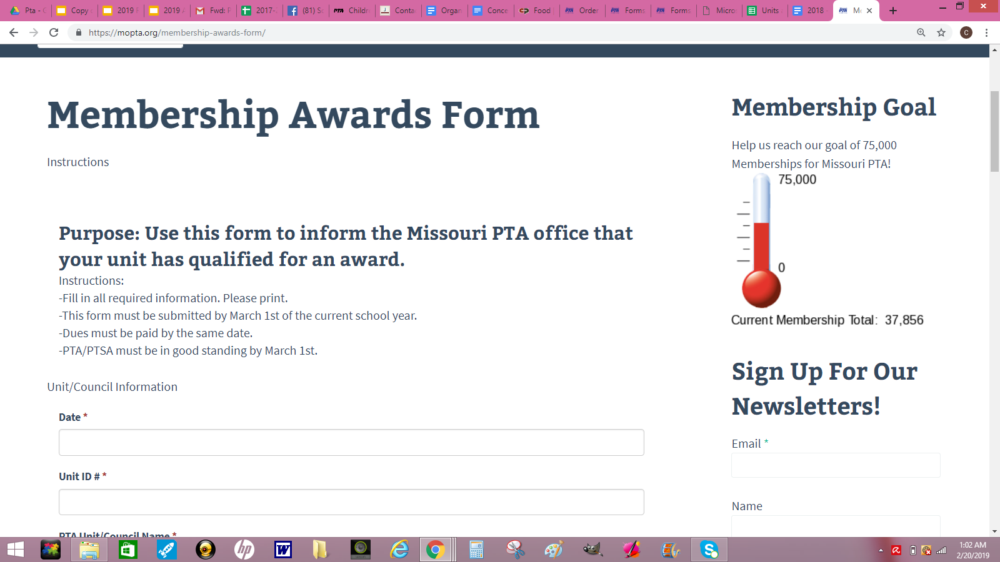 Pta - C
Copy o
2019 F
2019 A
Fwd: P
2017-2
(81) Sc
Childr
Conta
Organ
Conce
Food
Order
Forms
Forms
Micro
Units
2018 -
Me
https://mopta.org/membership-awards-form/
C
Membership Awards Form
Instructions
Purpose: Use this form to inform the Missouri PTA office that
your unit has qualified for an award.
Instructions:
-Fill in all required information. Please print.
-This form must be submitted by March 1st of the current school year.
-Dues must be paid by the same date.
-PTA/PTSA must be in good standing by March 1st.
Unit/Council Information
Date *
Unit ID # *
PTA Unit/Council Name *
Membership Goal
Help us reach our goal of 75,000
Memberships for Missouri PTA!
75,000
0
Current Membership Total: 37,856
Sign Up For Our
Newsletters!
Email *
Name
1:02 AM
2/20/2019